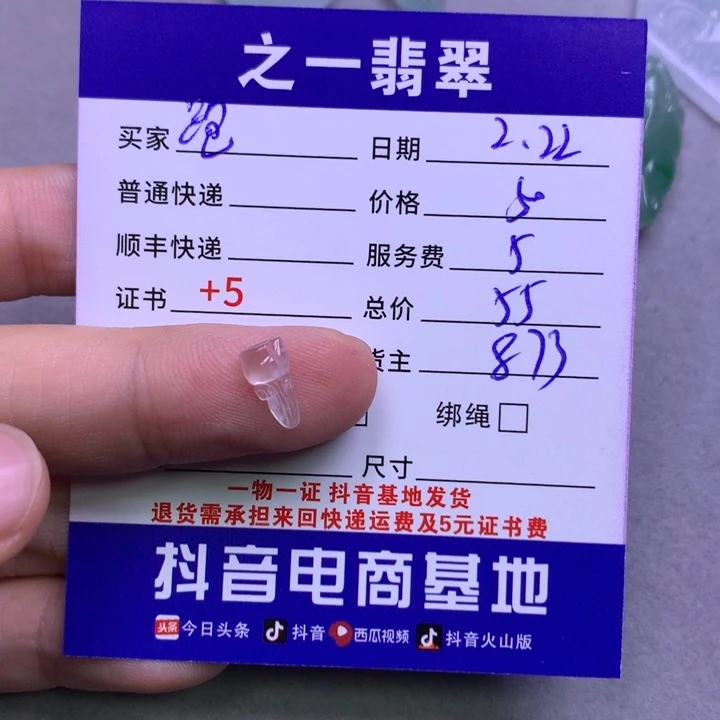 之一翡翠
买家 日期 2.22
普通快递 价格
顺丰快递 服务费 5
证书 +5 总价 55
货主 873
绑绳
尺寸
一物一证 抖音基地发货
退货需承担来回快递运费及5元证书费
抖音电商基地
头条 今日头条 抖音 西瓜视频 抖音火山版